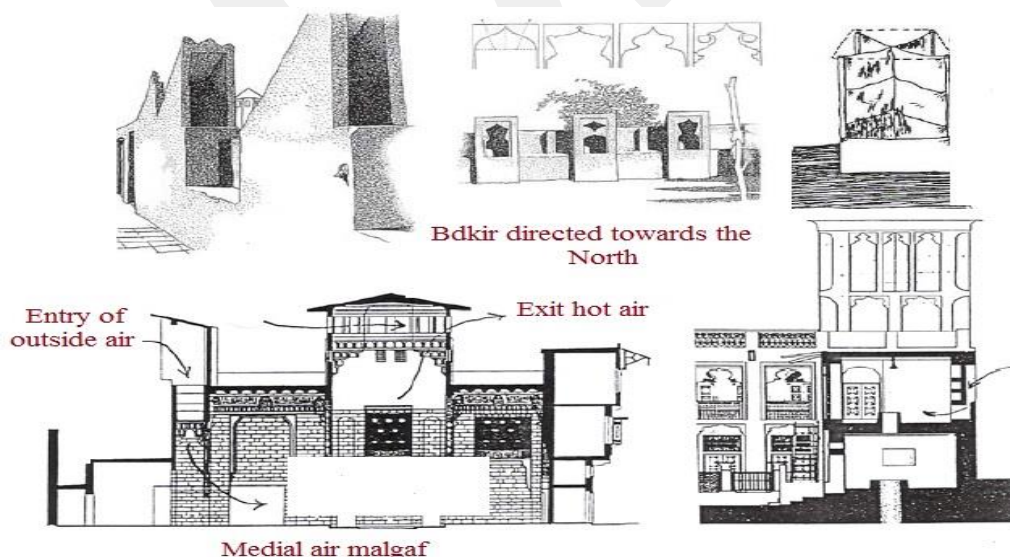 Bdkir directed towards the
North
Entry of
outside air
Exit hot air
Medial air malgaf